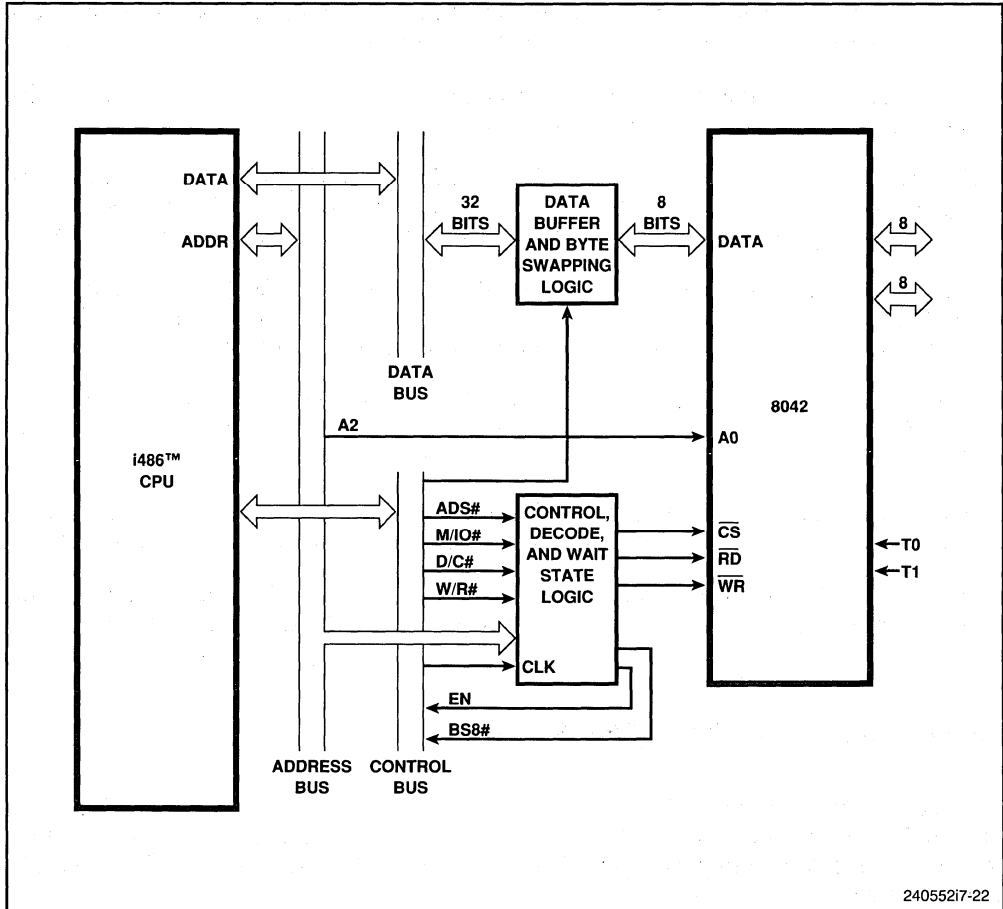 DATA
ADDR
i486™
CPU
32
BITS
DATA
BUFFER
AND BYTE
SWAPPING
LOGIC
8
BITS
DATA
8
8
DATA
BUS
8042
A2
A0
ADS#
M/IO#
D/C#
W/R#
CONTROL,
DECODE,
AND WAIT
STATE
LOGIC
CLK
CS
RD
WR
T0
T1
EN
BS8#
ADDRESS
BUS
CONTROL
BUS
240552i7-22